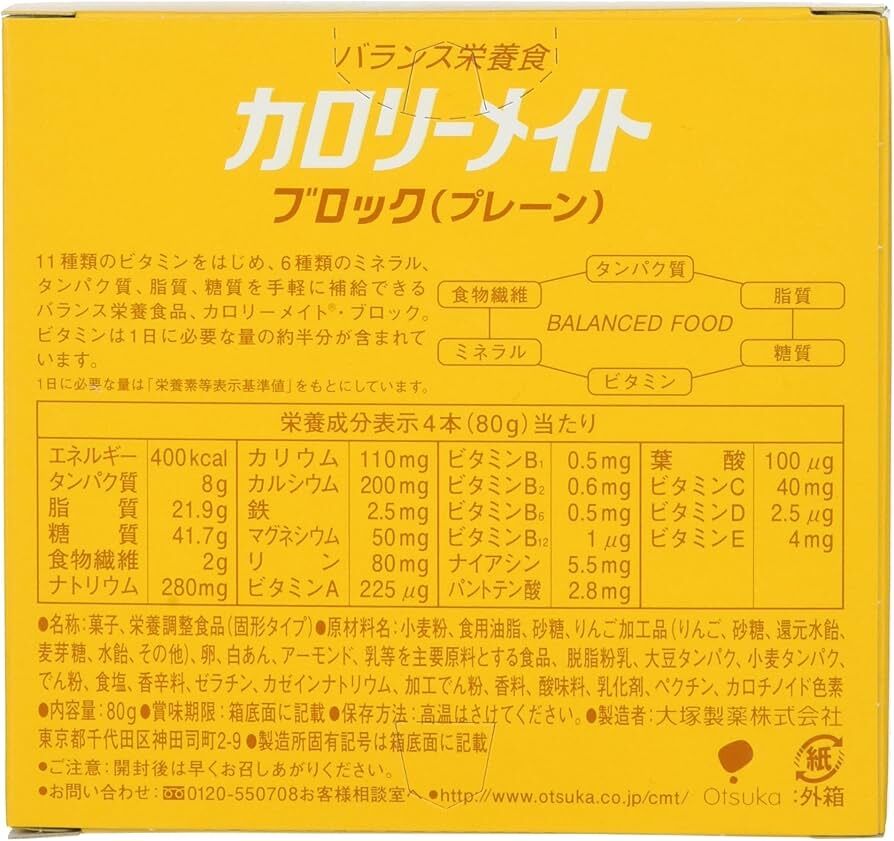 バランス栄養食
カロリーメイト
ブロック(プレーン)
11種類のビタミンをはじめ、6種類のミネラル、
タンパク質、脂質、糖質を手軽に補給できる
バランス栄養食品、カロリーメイト®・ブロック。
ビタミンは1日に必要な量の約半分が含まれて
います。
1日に必要な量は「栄養素等表示基準値」をもとにしています。
タンパク質
食物繊維
脂質
BALANCED FOOD
ミネラル
糖質
ビタミン
栄養成分表示4本(80g)当たり
エネルギー 400kcal
タンパク質 8g
脂質 21.9g
糖質 41.7g
食物繊維 2g
ナトリウム 280mg
カリウム 110mg
カルシウム 200mg
鉄 2.5mg
マグネシウム 50mg
リン 80mg
ビタミンA 225μg
ビタミンB1 0.5mg
ビタミンB2 0.6mg
ビタミンB6 0.5mg
ビタミンB12 1μg
ナイアシン 5.5mg
パントテン酸 2.8mg
葉酸 100μg
ビタミンC 40mg
ビタミンD 2.5μg
ビタミンE 4mg
●名称:菓子、栄養調整食品(固形タイプ)●原材料名:小麦粉、食用油脂、砂糖、りんご加工品(りんご、砂糖、還元水飴、
麦芽糖、水飴、その他)、卵、白あん、アーモンド、乳等を主要原料とする食品、脱脂粉乳、大豆タンパク、小麦タンパク、
でん粉、食塩、香辛料、ゼラチン、カゼインナトリウム、加工でん粉、香料、酸味料、乳化剤、ペクチン、カロチノイド色素
●内容量:80g●賞味期限:箱底面に記載●保存方法:高温はさけてください。●製造者:大塚製薬株式会社
東京都千代田区神田司町2-9●製造所固有記号は箱底面に記載
●ご注意:開封後は早くお召しあがりください。
●お問い合わせ:0120-550708お客様相談室へ●http://www.otsuka.co.jp/cmt/
Otsuka
紙
:外箱